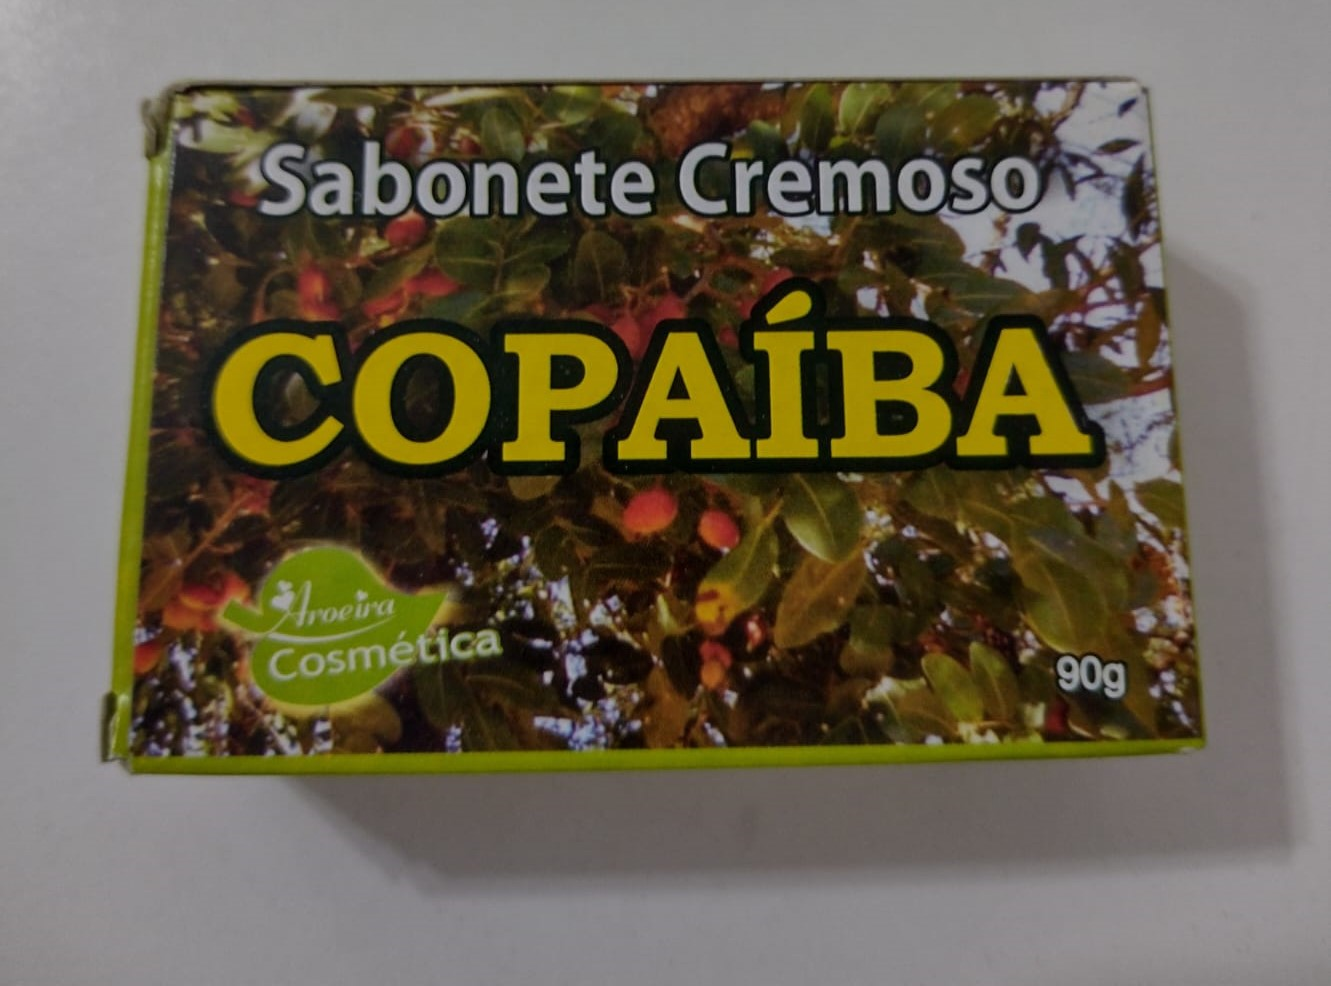 Sabonete Cremoso
COPAÍBA
Aroeira
Cosmética
90g